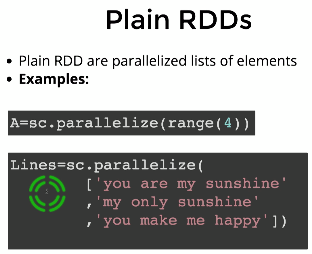 Plain RDDs
• Plain RDD are parallelized lists of elements
• Examples:
A=sc.parallelize(range(4))
Lines=sc.parallelize(
['you are my sunshine'
,'my only sunshine'
,'you make me happy'])